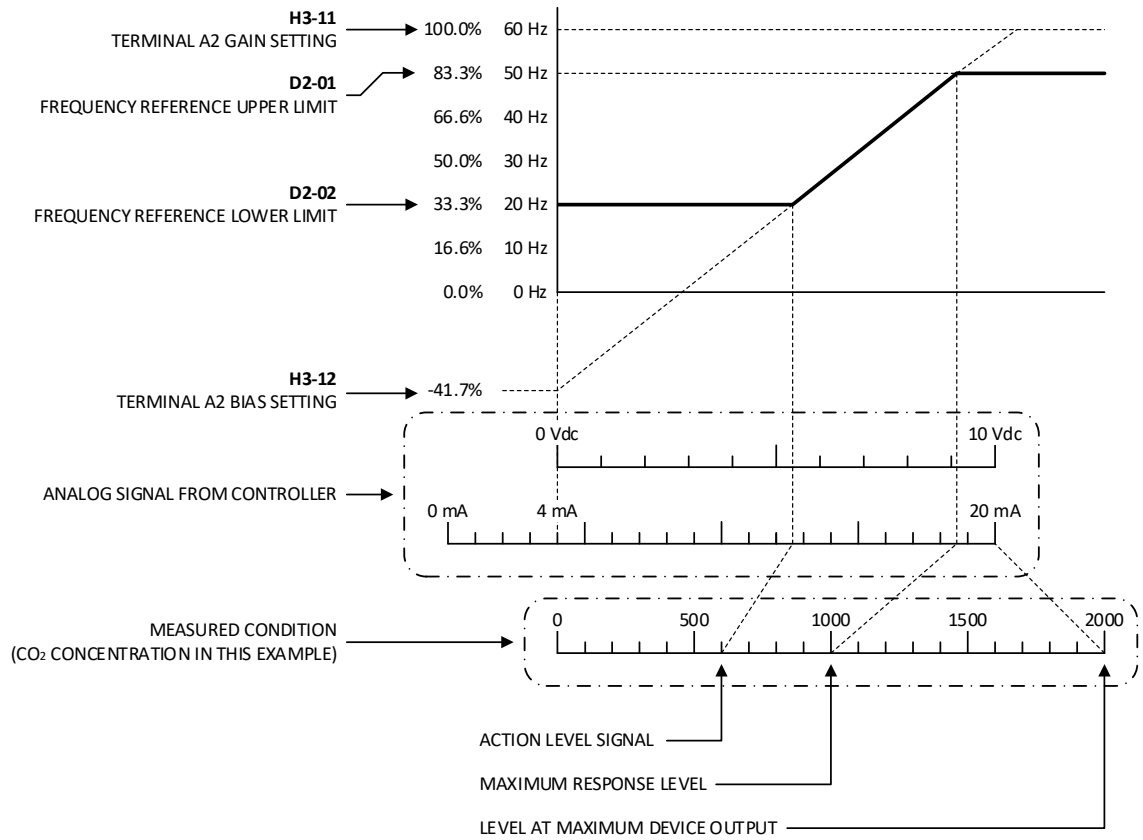 H3-11
TERMINAL A2 GAIN SETTING
100.0% 60 Hz
D2-01
FREQUENCY REFERENCE UPPER LIMIT
83.3% 50 Hz
66.6% 40 Hz
50.0% 30 Hz
D2-02
FREQUENCY REFERENCE LOWER LIMIT
33.3% 20 Hz
16.6% 10 Hz
0.0% 0 Hz
H3-12
TERMINAL A2 BIAS SETTING
-41.7%
0 Vdc 10 Vdc
ANALOG SIGNAL FROM CONTROLLER
0 mA 4 mA 20 mA
MEASURED CONDITION
(CO₂ CONCENTRATION IN THIS EXAMPLE)
0 500 1000 1500 2000
ACTION LEVEL SIGNAL
MAXIMUM RESPONSE LEVEL
LEVEL AT MAXIMUM DEVICE OUTPUT